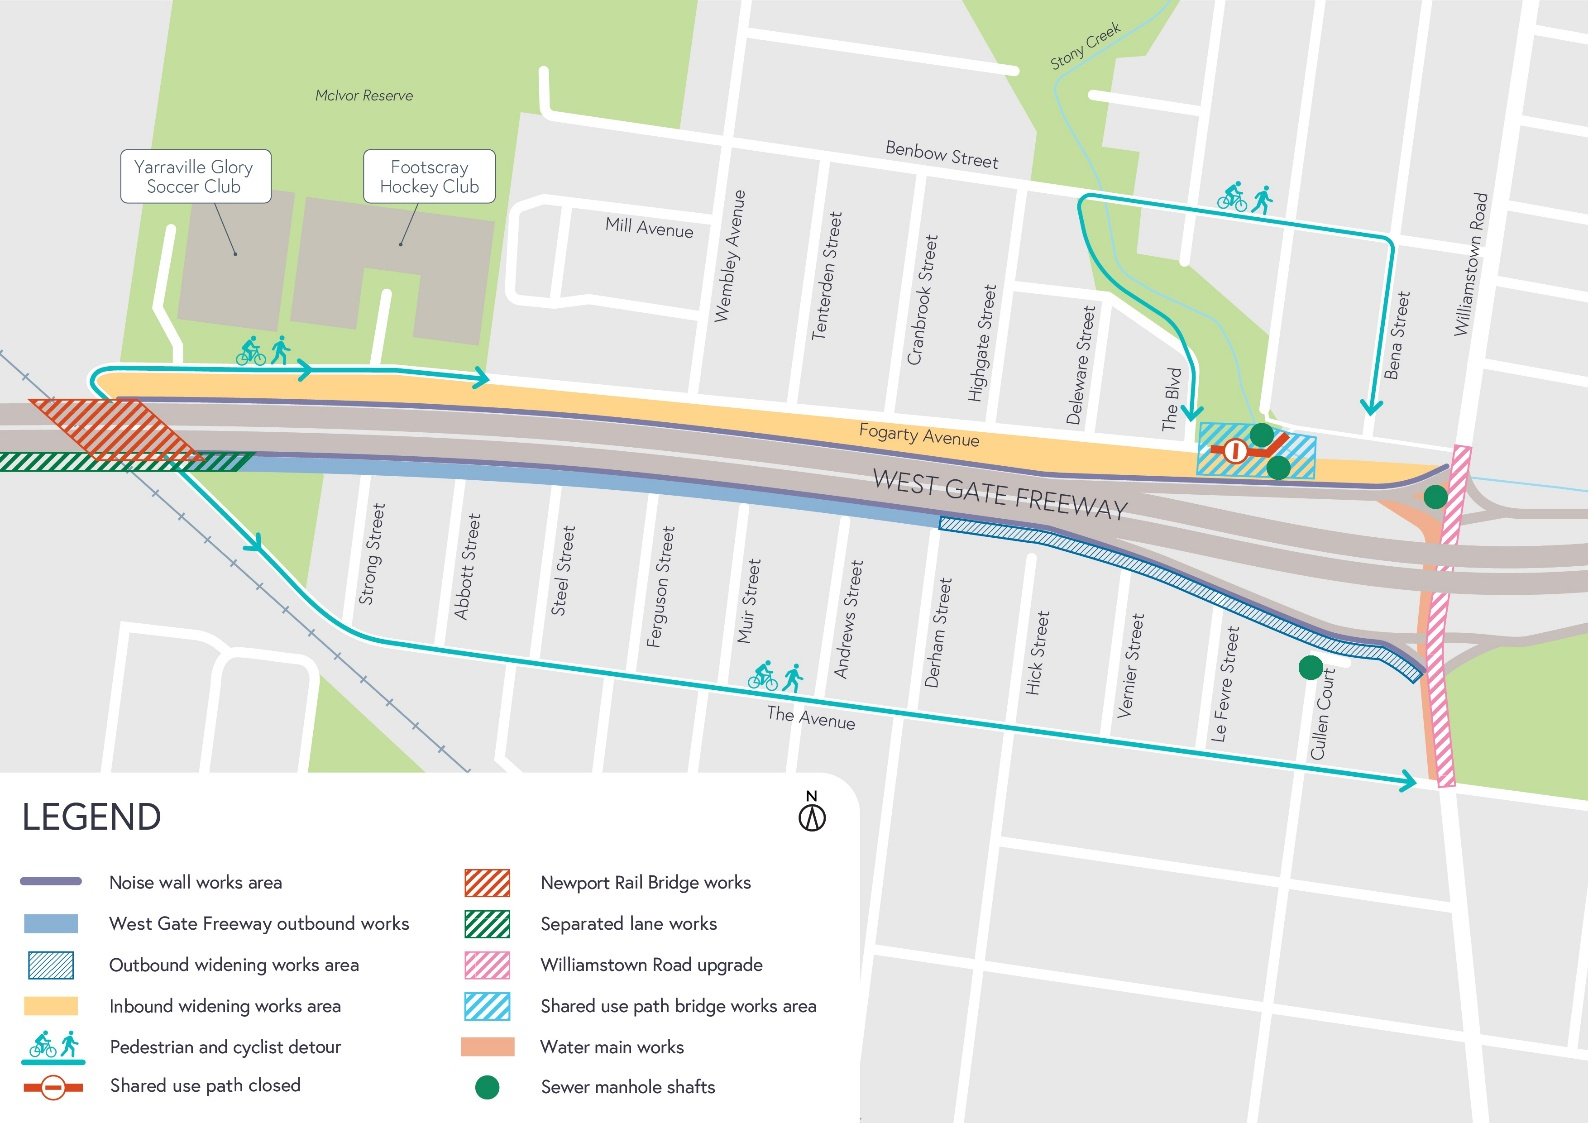 Stony Creek
McIvor Reserve
Yarraville Glory
Soccer Club
Footscray
Hockey Club
Benbow Street
Mill Avenue
Wembley Avenue
Tenterden Street
Cranbrook Street
Highgate Street
Deleware Street
The Blvd
Bena Street
Williamstown Road
Fogarty Avenue
WEST GATE FREEWAY
Strong Street
Abbott Street
Steel Street
Ferguson Street
Muir Street
Andrews Street
Derham Street
Hick Street
Vernier Street
Le Fevre Street
Cullen Court
The Avenue
LEGEND
N
Noise wall works area
West Gate Freeway outbound works
Outbound widening works area
Inbound widening works area
Pedestrian and cyclist detour
Shared use path closed
Newport Rail Bridge works
Separated lane works
Williamstown Road upgrade
Shared use path bridge works area
Water main works
Sewer manhole shafts